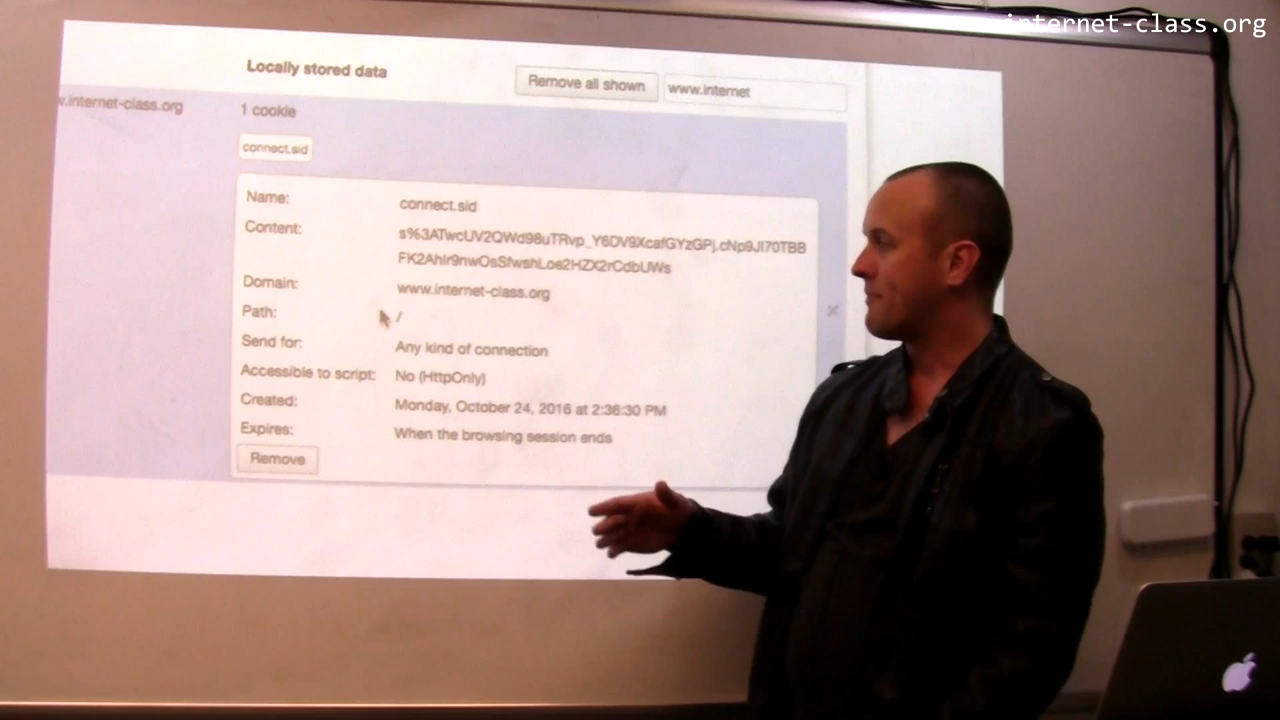 internet-class.org
Locally stored data
Remove all shown
www.internet
w.internet-class.org
1 cookie
connect.sid
Name: connect.sid
Content: s%3ATwcUV2QWd98uTRvp_Y6DV9XcafGYzGPj.cNp9Jl70TBB
FK2Ahlr9nwOsSfwshLoe2HZX2rCdbUWs
Domain: www.internet-class.org
Path: /
Send for: Any kind of connection
Accessible to script: No (HttpOnly)
Created: Monday, October 24, 2016 at 2:36:30 PM
Expires: When the browsing session ends
Remove